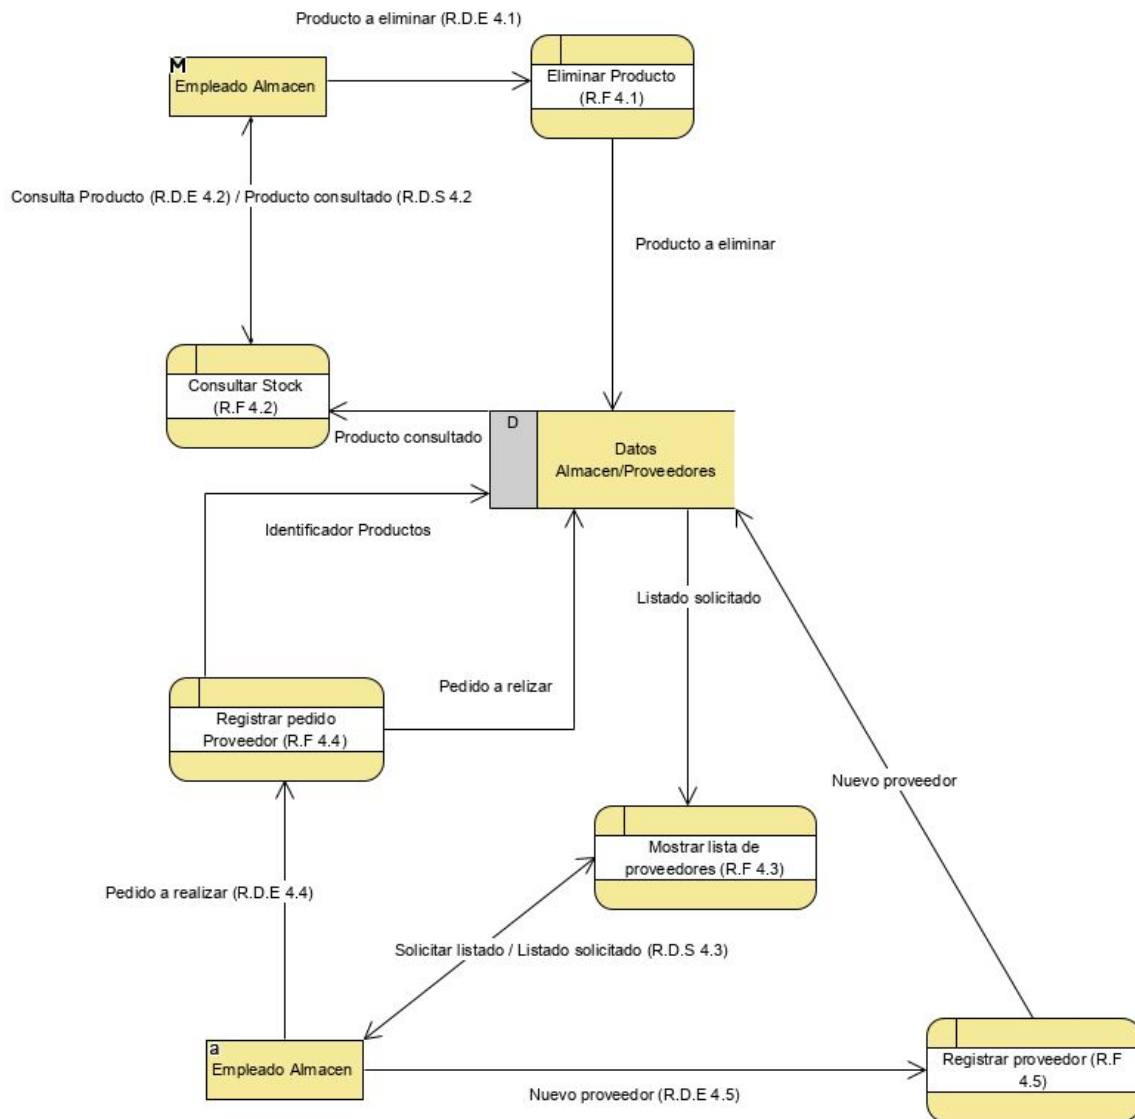 Producto a eliminar (R.D.E 4.1)
M
Empleado Almacen
Eliminar Producto
(R.F 4.1)
Consulta Producto (R.D.E 4.2) / Producto consultado (R.D.S 4.2
Producto a eliminar
Consultar Stock
(R.F 4.2)
Producto consultado
D
Datos
Almacen/Proveedores
Identificador Productos
Listado solicitado
Pedido a relizar
Registrar pedido
Proveedor (R.F 4.4)
Nuevo proveedor
Mostrar lista de
proveedores (R.F 4.3)
Pedido a realizar (R.D.E 4.4)
Solicitar listado / Listado solicitado (R.D.S 4.3)
a
Empleado Almacen
Registrar proveedor (R.F
4.5)
Nuevo proveedor (R.D.E 4.5)